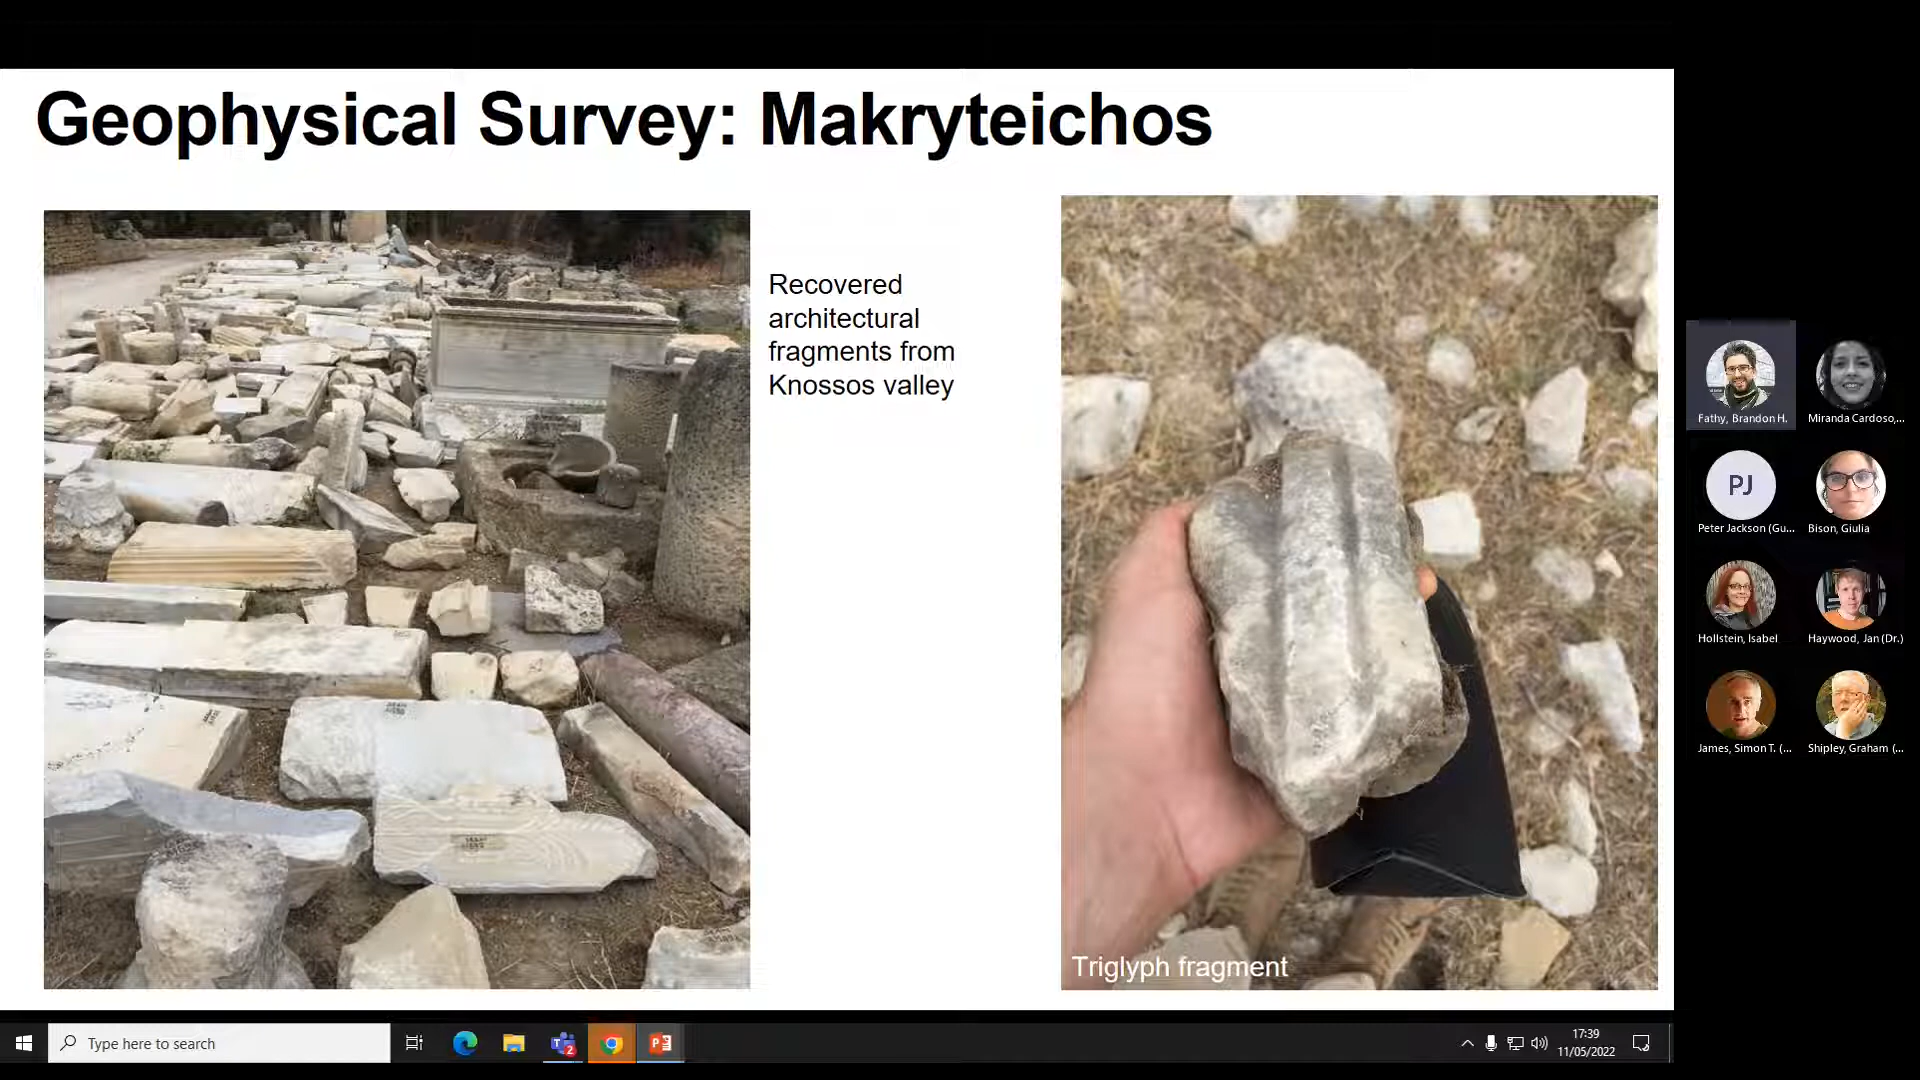 Geophysical Survey: Makryteichos
Recovered
architectural
fragments from
Knossos valley
Triglyph fragment
Fathy, Brandon H.
Miranda Cardoso,...
PJ
Peter Jackson (Gu...
Bison, Giulia
Hollstein, Isabel
Haywood, Jan (Dr.)
James, Simon T. (...
Shipley, Graham (...
Type here to search
2
17:39
11/05/2022